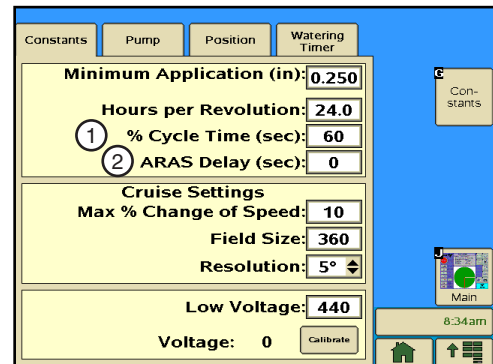 Constants
Pump
Position
Watering
Timer
Minimum Application (in): 0.250
Hours per Revolution: 24.0
1 % Cycle Time (sec): 60
2 ARAS Delay (sec): 0
Cruise Settings
Max % Change of Speed: 10
Field Size: 360
Resolution: 5°
Low Voltage: 440
Voltage: 0 Calibrate
G
Con-
stants
J
Main
8:34am